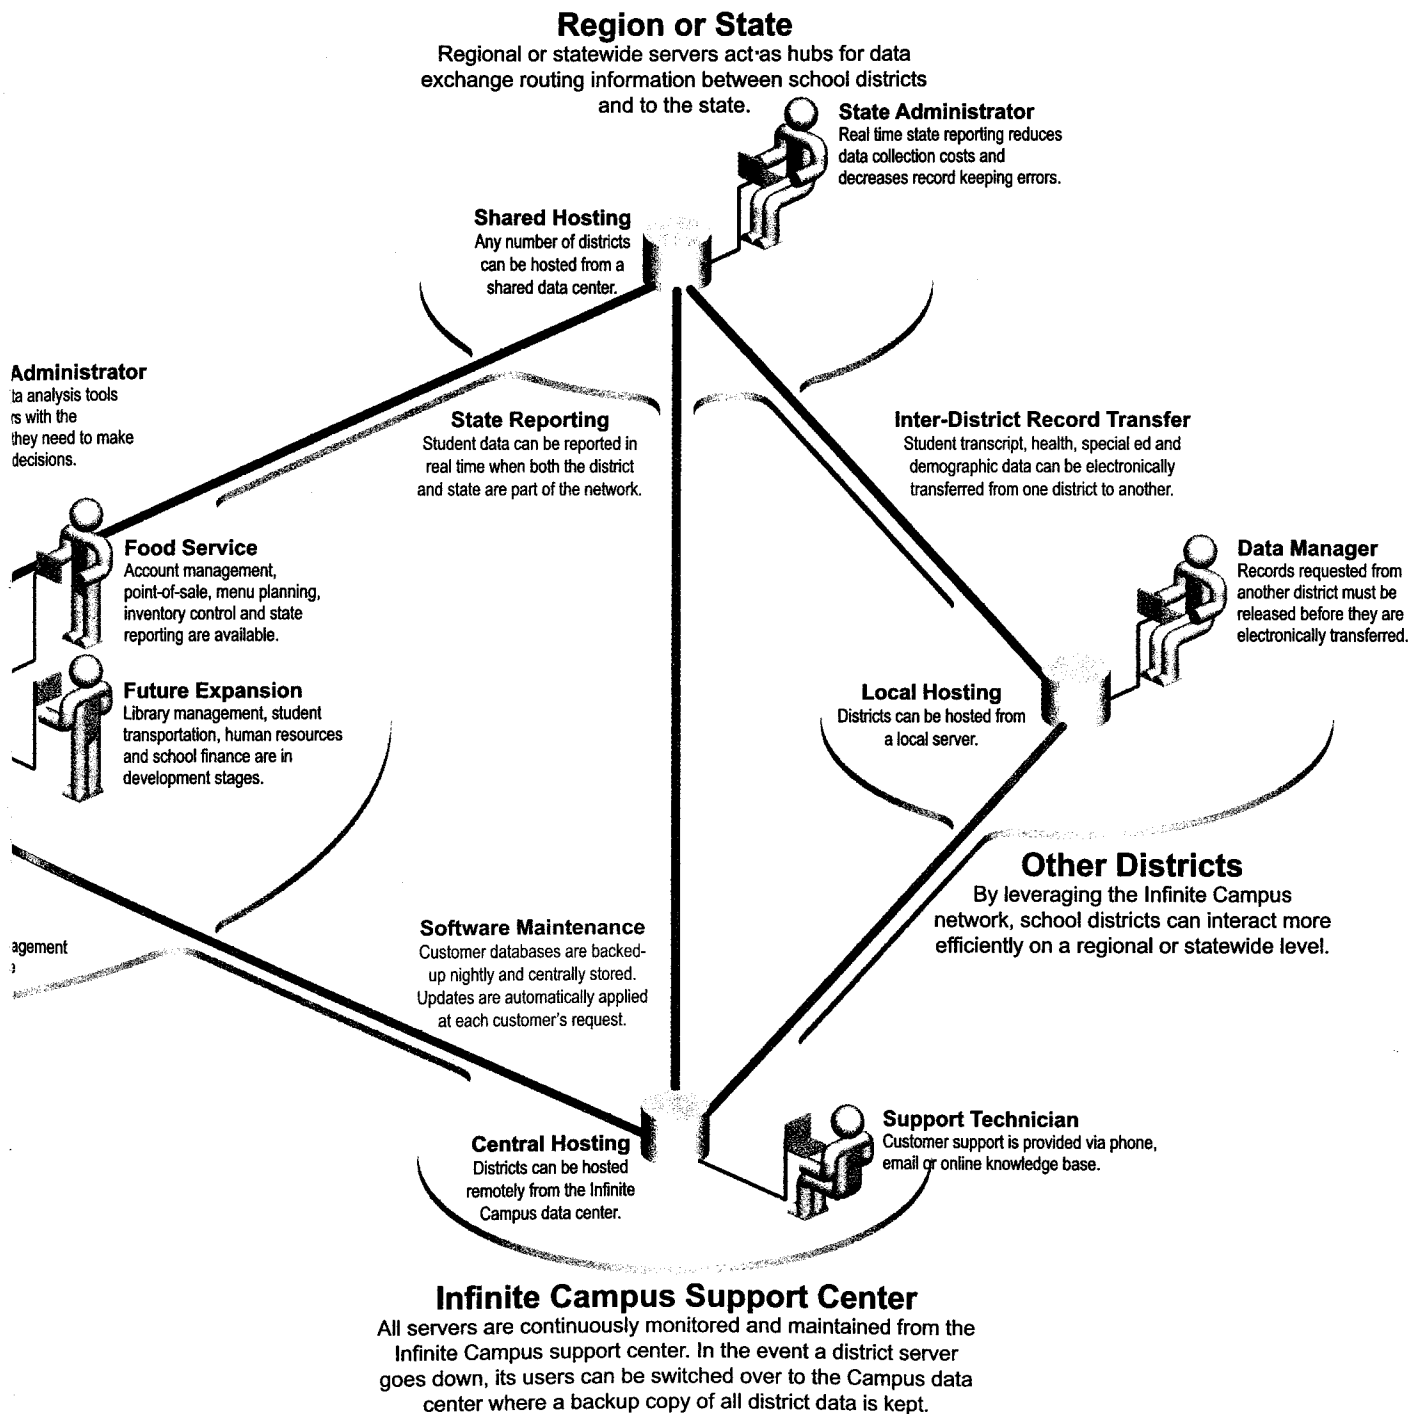 Region or State
Regional or statewide servers act as hubs for data
exchange routing information between school districts
and to the state.
State Administrator
Real time state reporting reduces
data collection costs and
decreases record keeping errors.
Shared Hosting
Any number of districts
can be hosted from a
shared data center.
Administrator
ta analysis tools
rs with the
they need to make
decisions.
State Reporting
Student data can be reported in
real time when both the district
and state are part of the network.
Inter-District Record Transfer
Student transcript, health, special ed and
demographic data can be electronically
transferred from one district to another.
Food Service
Account management,
point-of-sale, menu planning,
inventory control and state
reporting are available.
Data Manager
Records requested from
another district must be
released before they are
electronically transferred.
Future Expansion
Library management, student
transportation, human resources
and school finance are in
development stages.
Local Hosting
Districts can be hosted from
a local server.
Other Districts
By leveraging the Infinite Campus
network, school districts can interact more
efficiently on a regional or statewide level.
agement
Software Maintenance
Customer databases are backed-
up nightly and centrally stored.
Updates are automatically applied
at each customer's request.
Central Hosting
Districts can be hosted
remotely from the Infinite
Campus data center.
Support Technician
Customer support is provided via phone,
email or online knowledge base.
Infinite Campus Support Center
All servers are continuously monitored and maintained from the
Infinite Campus support center. In the event a district server
goes down, its users can be switched over to the Campus data
center where a backup copy of all district data is kept.